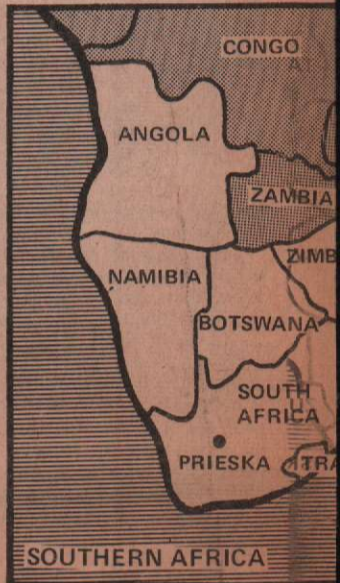 CONGO
ANGOLA
ZAMBIA
ZIMB
NAMIBIA
BOTSWANA
SOUTH
AFRICA
PRIESKA
TRA
SOUTHERN AFRICA